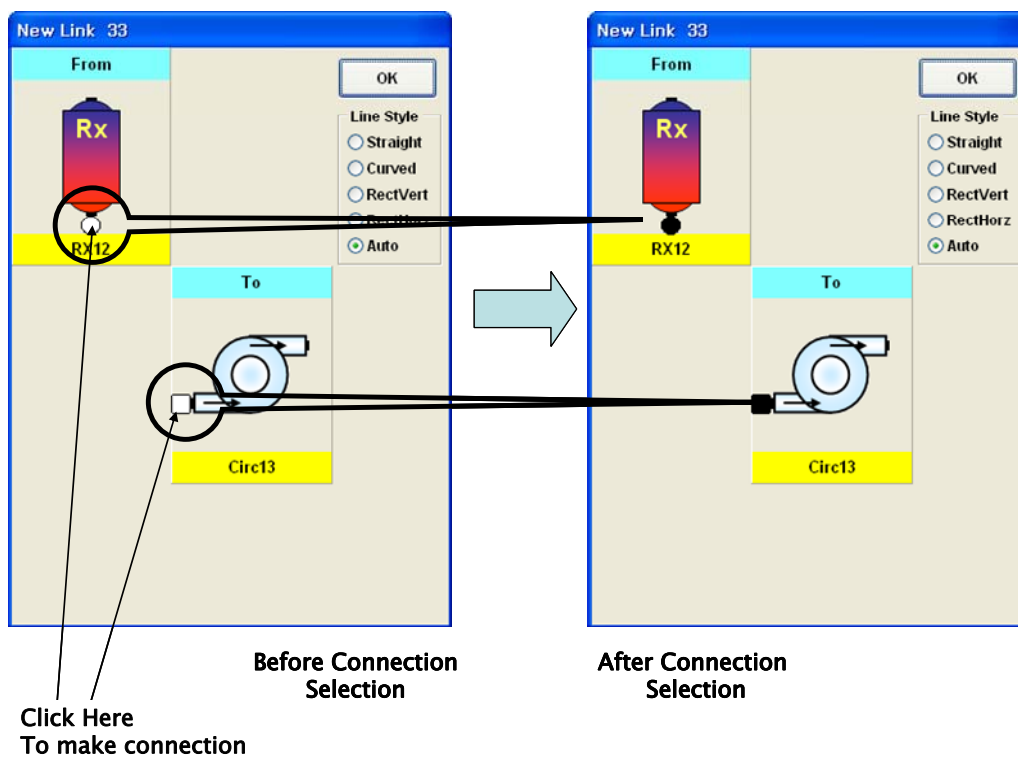 New Link 33
From
OK
Rx
Line Style
Straight
Curved
RectVert
RectHorz
Auto
RX12
To
Circ13
New Link 33
From
OK
Rx
Line Style
Straight
Curved
RectVert
RectHorz
Auto
RX12
To
Circ13
Before Connection
Selection
After Connection
Selection
Click Here
To make connection